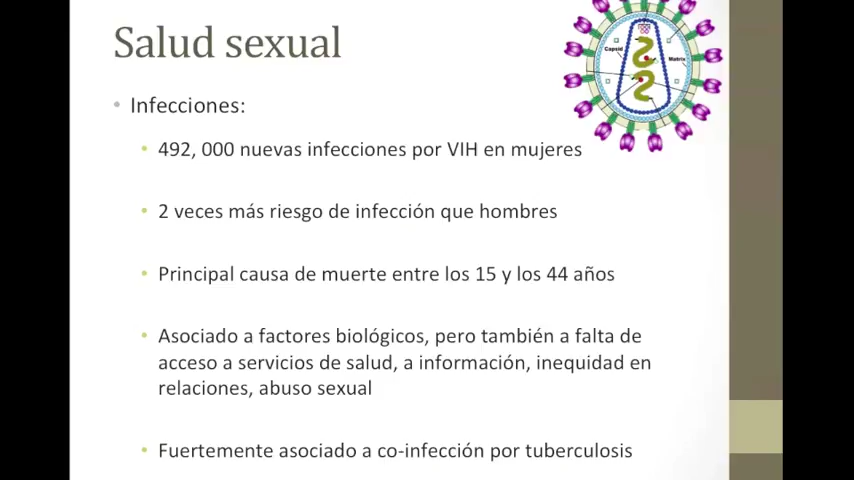 Salud sexual
Capsid
Matrix
• Infecciones:
• 492, 000 nuevas infecciones por VIH en mujeres
• 2 veces más riesgo de infección que hombres
• Principal causa de muerte entre los 15 y los 44 años
• Asociado a factores biológicos, pero también a falta de
acceso a servicios de salud, a información, inequidad en
relaciones, abuso sexual
• Fuertemente asociado a co-infección por tuberculosis